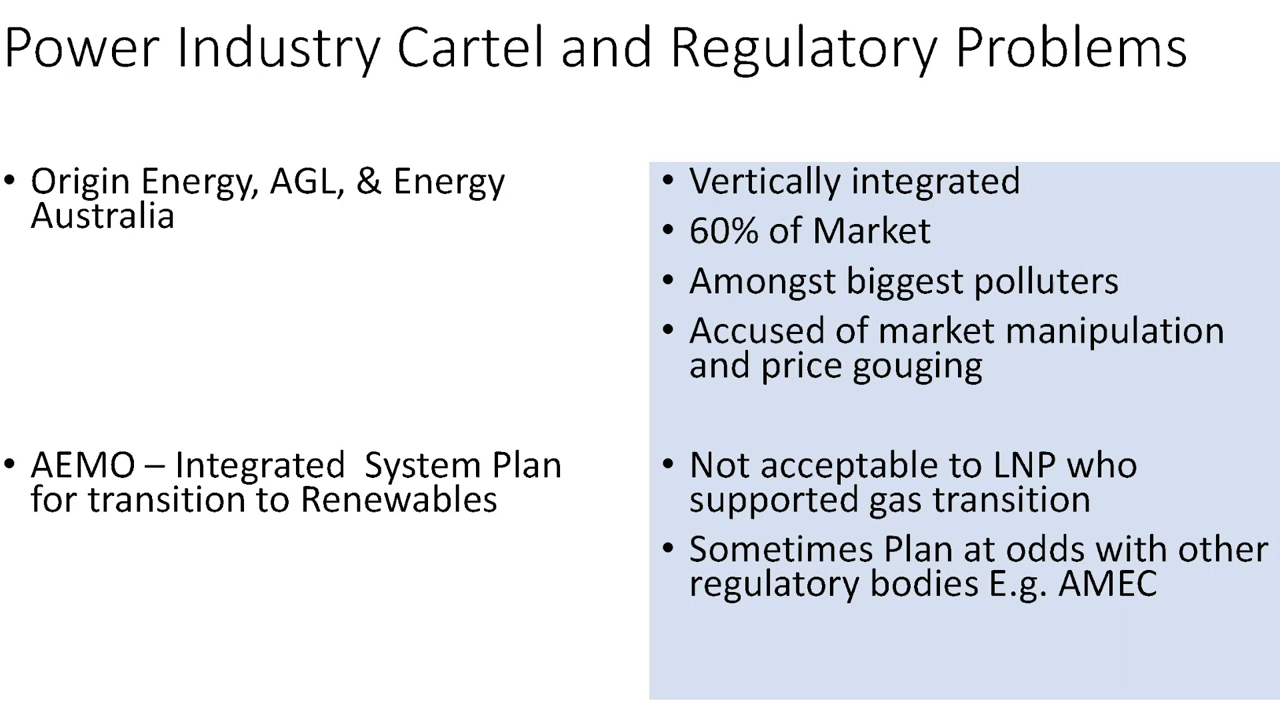 Power Industry Cartel and Regulatory Problems
• Origin Energy, AGL, & Energy
Australia
• AEMO – Integrated  System Plan
for transition to Renewables
• Vertically integrated
• 60% of Market
• Amongst biggest polluters
• Accused of market manipulation
and price gouging
• Not acceptable to LNP who
supported gas transition
• Sometimes Plan at odds with other
regulatory bodies E.g. AMEC